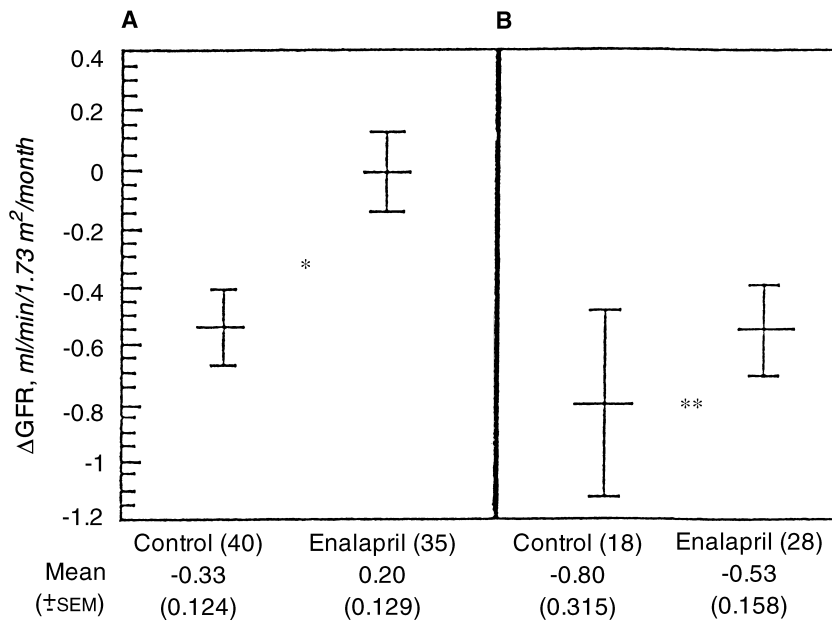 A B
0.4
0.2
0
-0.2
-0.4
-0.6
-0.8
-1
-1.2
ΔGFR, ml/min/1.73 m²/month
*
**
Control (40) Enalapril (35) Control (18) Enalapril (28)
Mean -0.33 0.20 -0.80 -0.53
(±SEM) (0.124) (0.129) (0.315) (0.158)